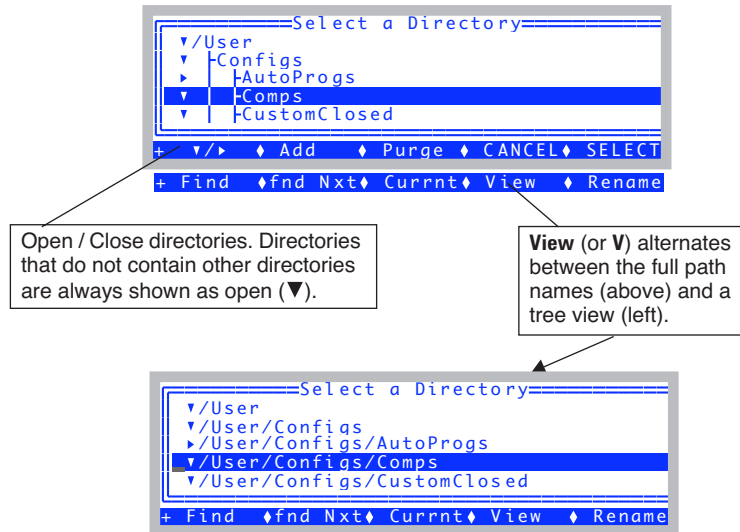 Select a Directory
▼/User
▼ ├Configs
▶ │ ├AutoProgs
▼ │ ├Comps
▼ │ ├CustomClosed
+ ▼/▶ ♦ Add ♦ Purge ♦ CANCEL♦ SELECT
+ Find ♦fnd Nxt♦ Currnt♦ View ♦ Rename
Open / Close directories. Directories
that do not contain other directories
are always shown as open (▼).
View (or V) alternates
between the full path
names (above) and a
tree view (left).
Select a Directory
▼/User
▼/User/Configs
▶/User/Configs/AutoProgs
▼/User/Configs/Comps
▼/User/Configs/CustomClosed
+ Find ♦fnd Nxt♦ Currnt♦ View ♦ Rename